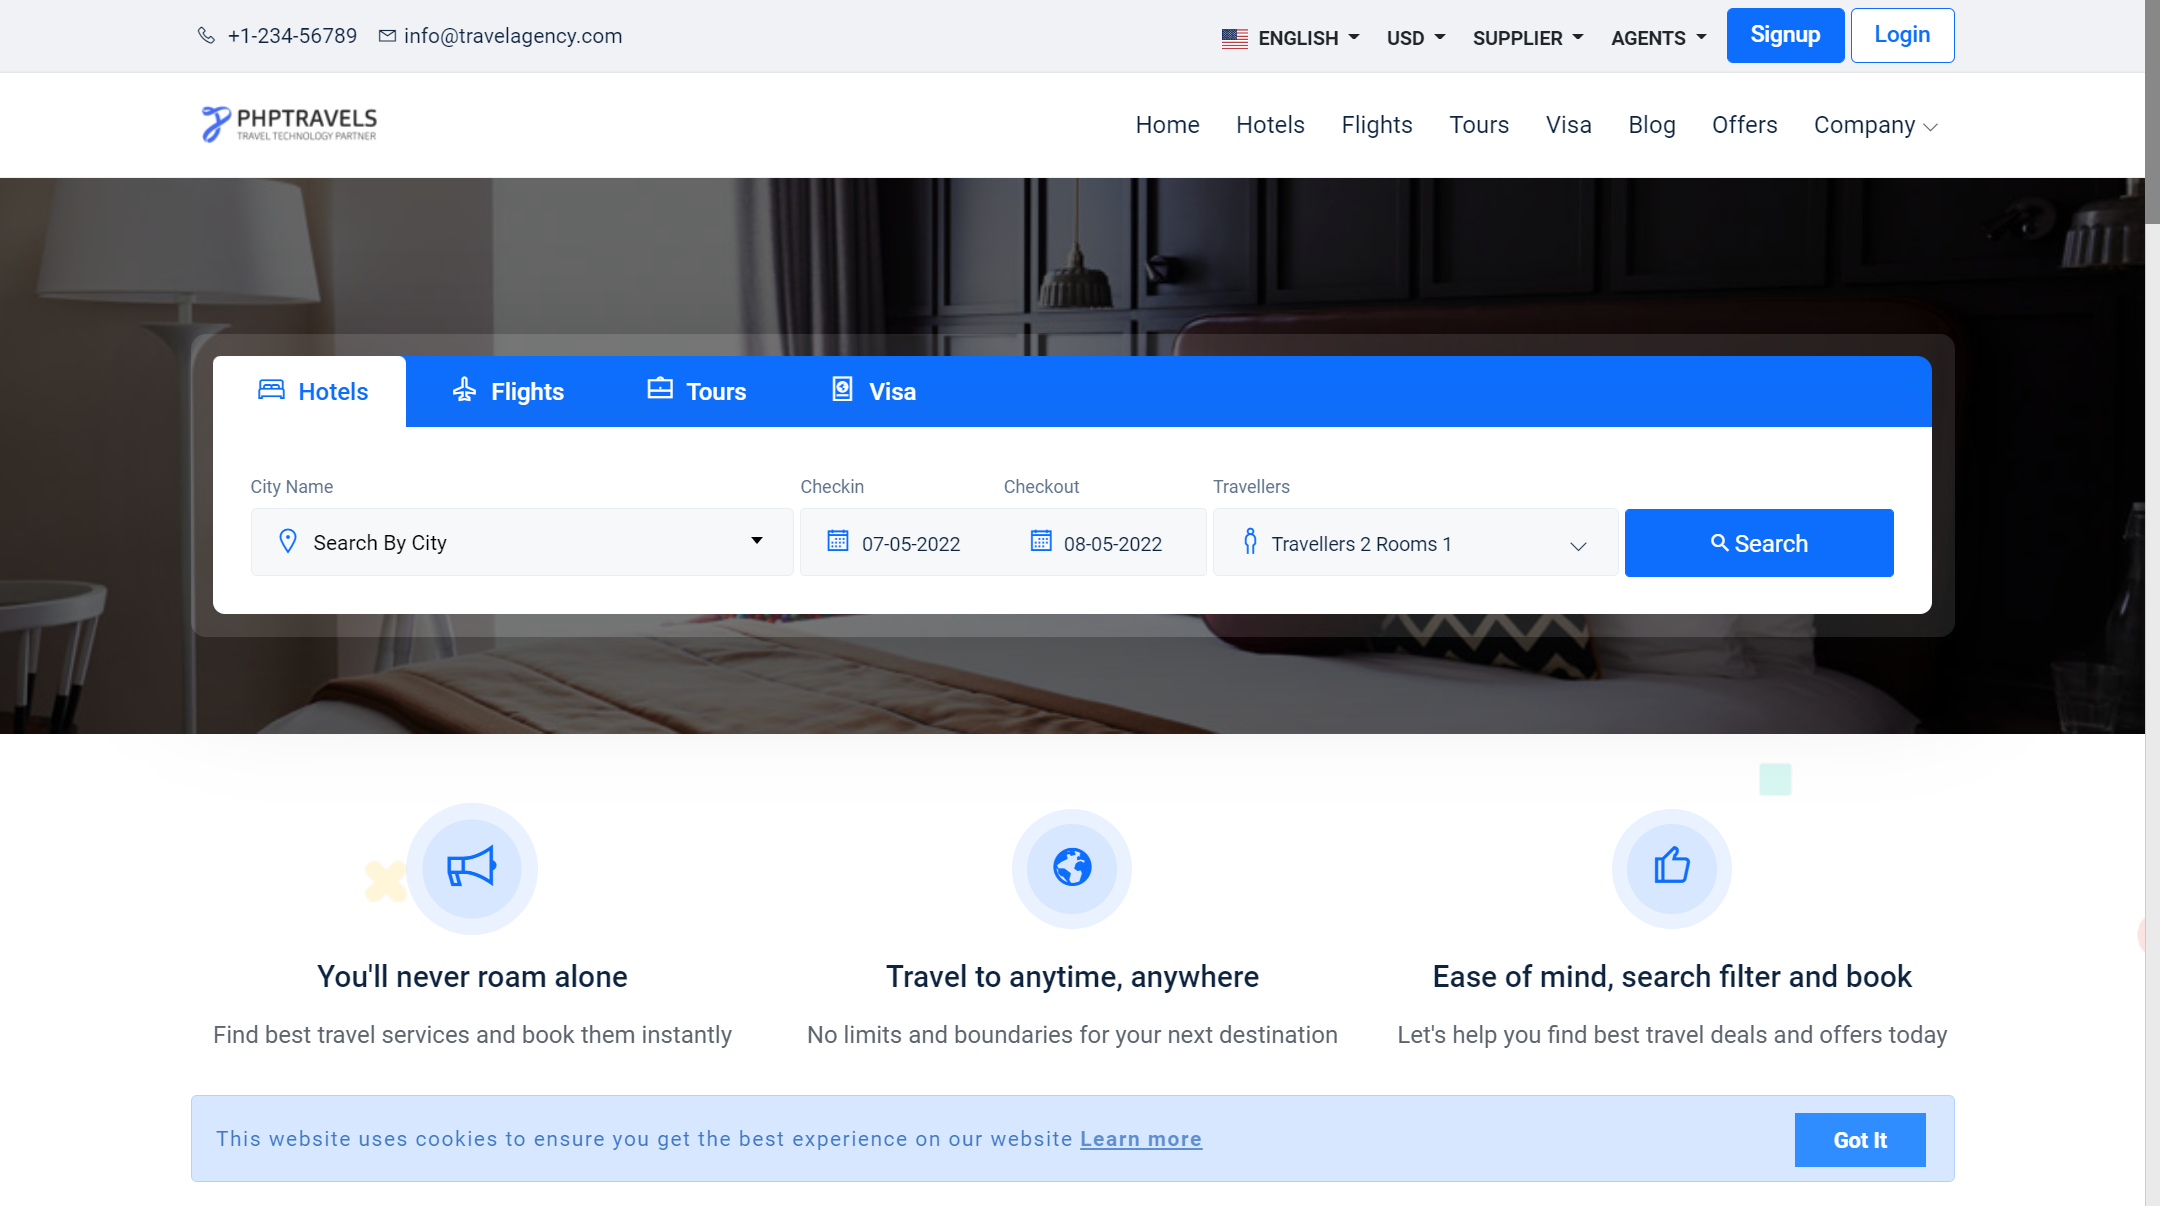 +1-234-56789 info@travelagency.com ENGLISH USD SUPPLIER AGENTS Signup Login
PHPTRAVELS
TRAVEL TECHNOLOGY PARTNER
Home Hotels Flights Tours Visa Blog Offers Company
Hotels Flights Tours Visa
City Name Checkin Checkout Travellers
Search By City 07-05-2022 08-05-2022 Travellers 2 Rooms 1 Search
You'll never roam alone Travel to anytime, anywhere Ease of mind, search filter and book
Find best travel services and book them instantly No limits and boundaries for your next destination Let's help you find best travel deals and offers today
This website uses cookies to ensure you get the best experience on our website Learn more Got It